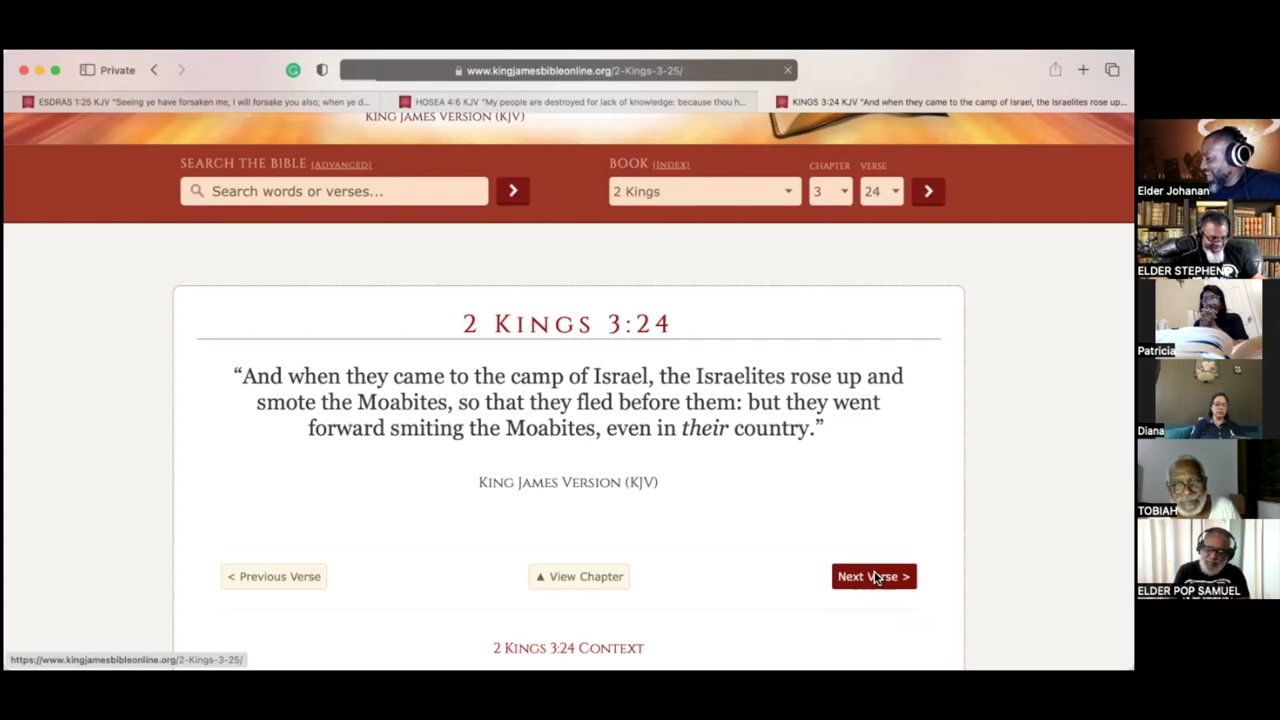 Private
www.kingjamesbibleonline.org/2-Kings-3-25/
ESDRAS 1:25 KJV "Seeing ye have forsaken me, I will forsake you also; when ye d...
HOSEA 4:6 KJV "My people are destroyed for lack of knowledge: because thou h...
KINGS 3:24 KJV "And when they came to the camp of Israel, the Israelites rose up...
KING JAMES VERSION (KJV)
SEARCH THE BIBLE (ADVANCED)
BOOK (INDEX)
CHAPTER
VERSE
Search words or verses...
2 Kings
3
24
2 KINGS 3:24
“And when they came to the camp of Israel, the Israelites rose up and
smote the Moabites, so that they fled before them: but they went
forward smiting the Moabites, even in their country.”
KING JAMES VERSION (KJV)
< Previous Verse
▲ View Chapter
Next Verse >
2 KINGS 3:24 CONTEXT
https://www.kingjamesbibleonline.org/2-Kings-3-25/
Elder Johanan
ELDER STEPHEN
Patricia
Diana
TOBIAH
ELDER POP SAMUEL